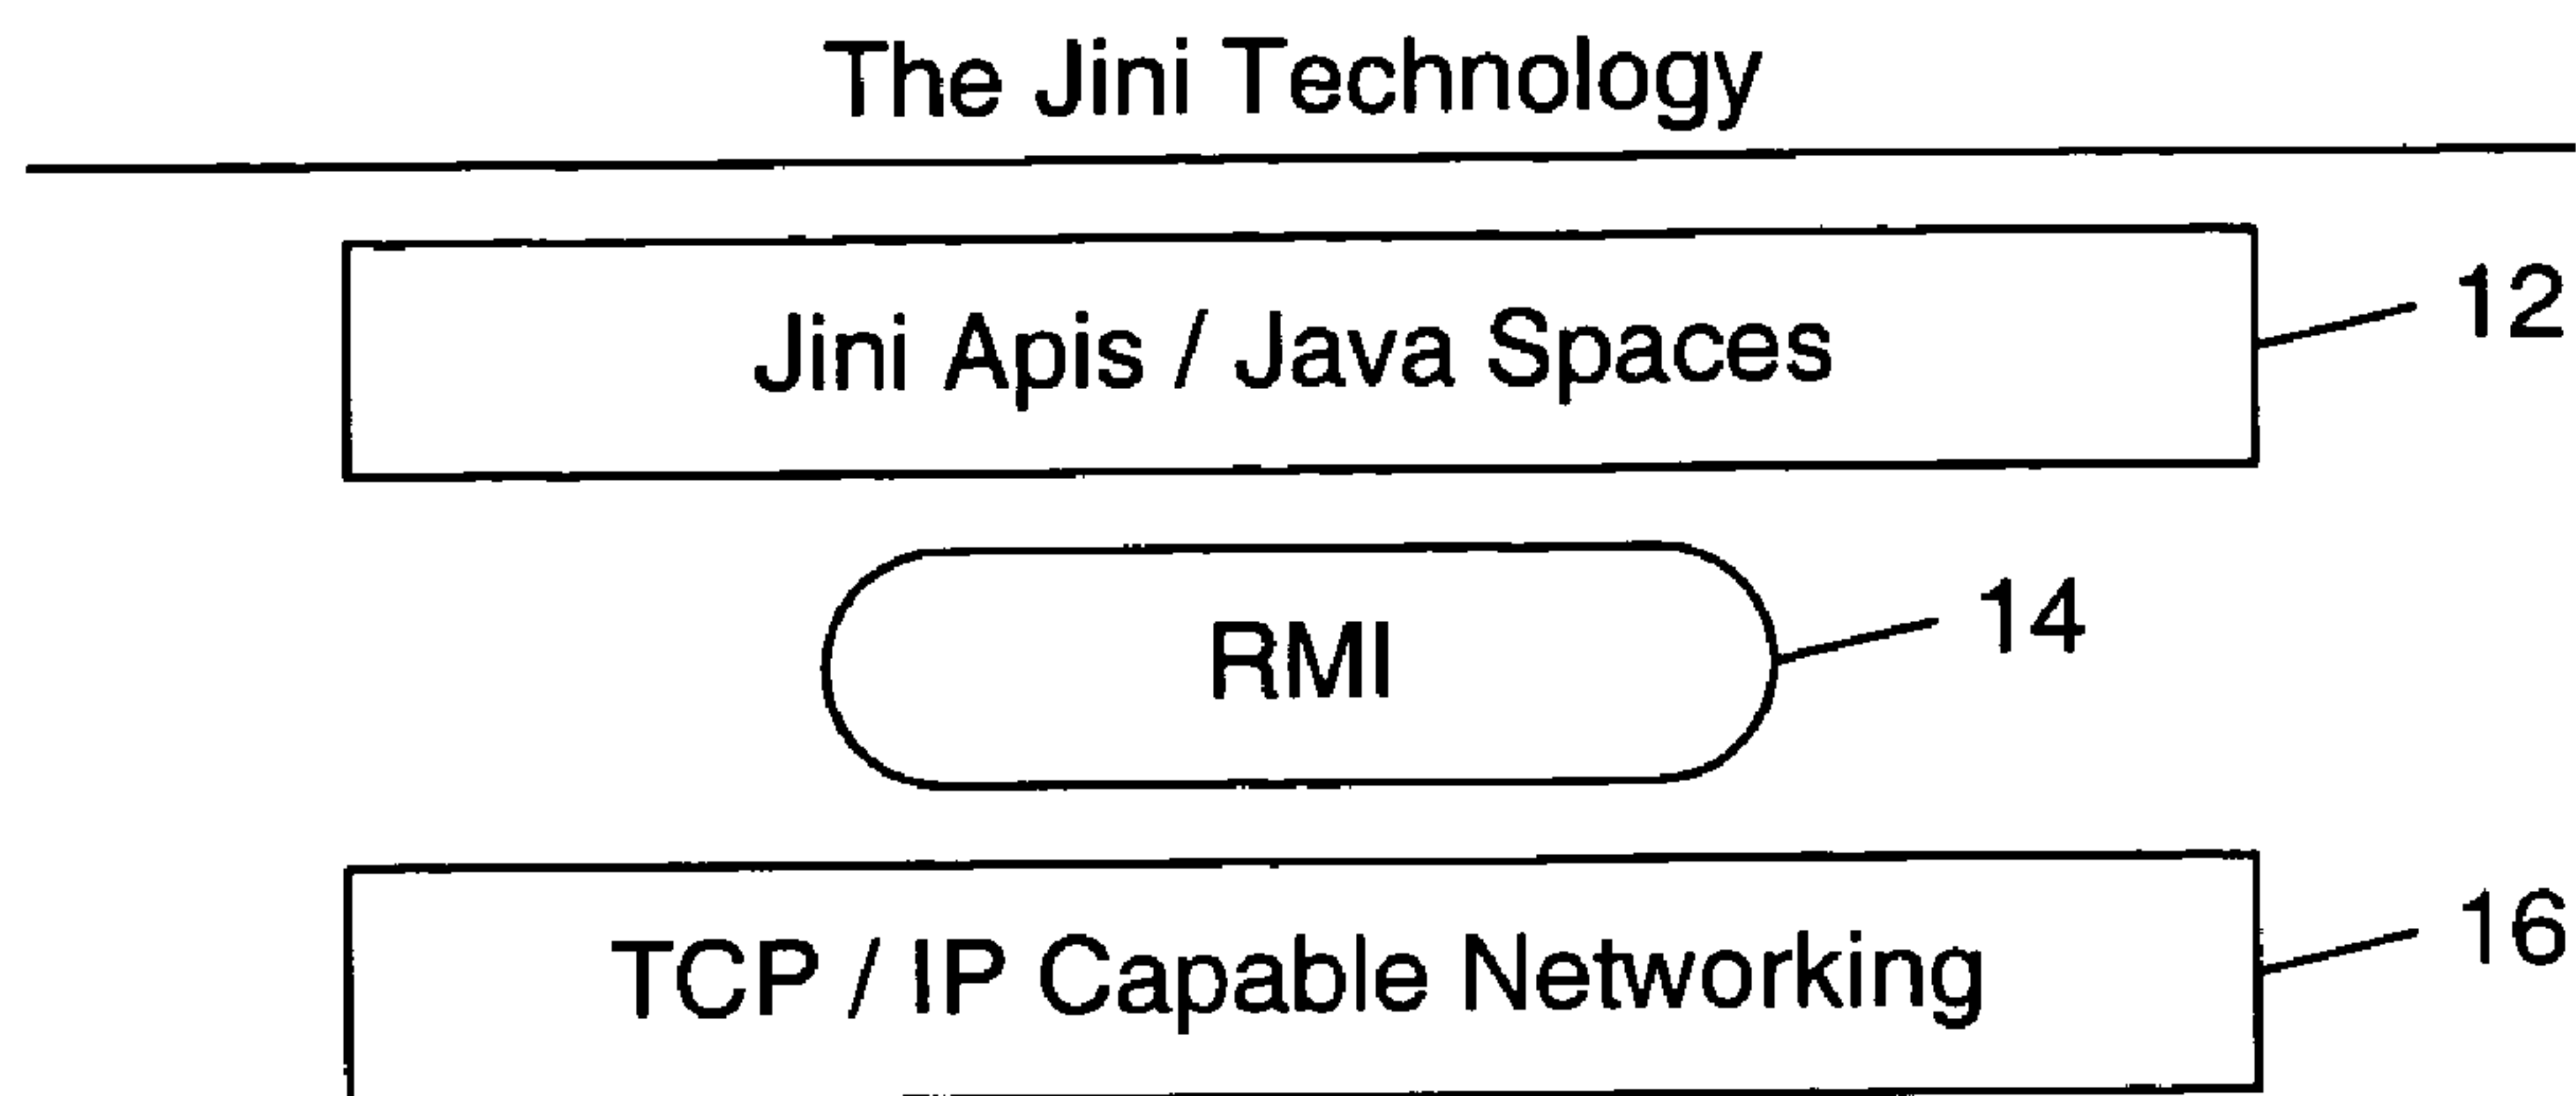 The Jini Technology
Jini Apis / Java Spaces
12
RMI
14
TCP / IP Capable Networking
16